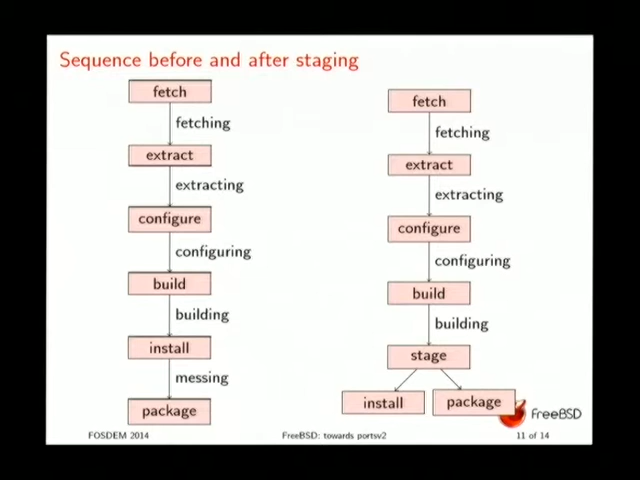 Sequence before and after staging
fetch
fetching
extract
extracting
configure
configuring
build
building
install
messing
package
fetch
fetching
extract
extracting
configure
configuring
build
building
stage
install
package
FreeBSD
FOSDEM 2014
FreeBSD: towards portsv2
11 of 14